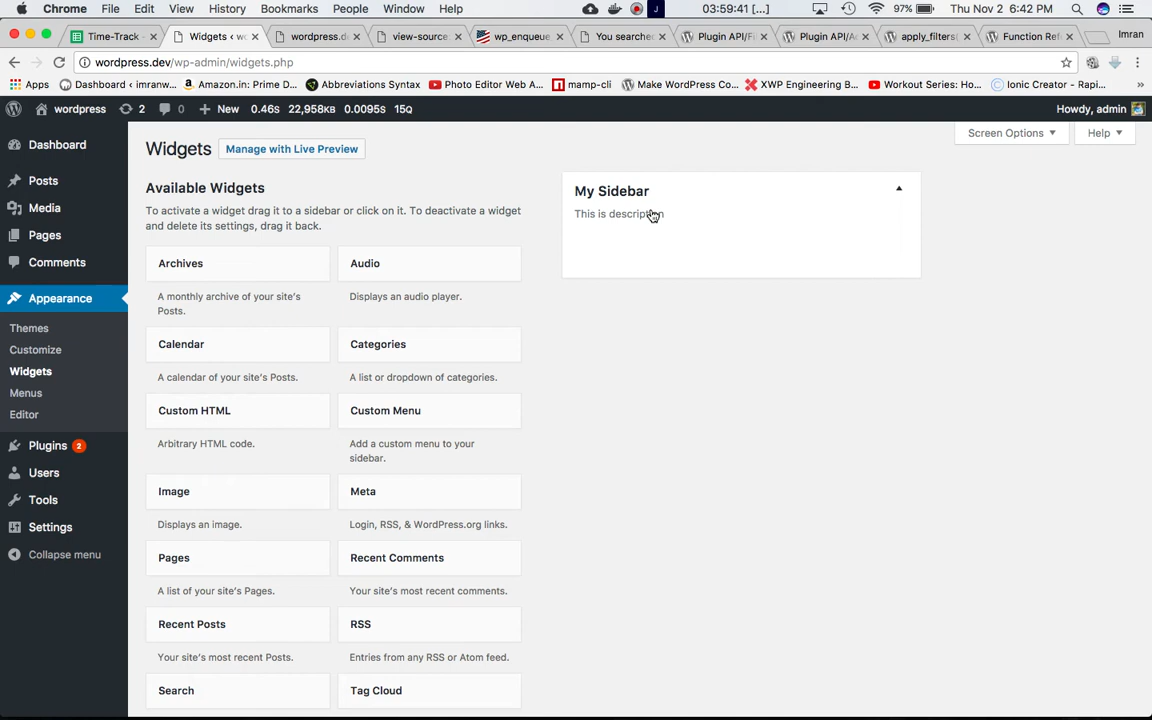 Chrome File Edit View History Bookmarks People Window Help 03:59:41 [...] 97% Thu Nov 2 6:42 PM
Time-Track Widgets ‹ wo wordpress.de view-source: wp_enqueue You searche Plugin API/Fi Plugin API/Ac apply_filters( Function Ref Imran
wordpress.dev/wp-admin/widgets.php
Apps Dashboard ‹ imranw... Amazon.in: Prime D... Abbreviations Syntax Photo Editor Web A... mamp-cli Make WordPress Co... XWP Engineering B... Workout Series: Ho... Ionic Creator - Rapi... »
wordpress 2 0 New 0.46S 22,958KB 0.0095S 15Q Howdy, admin
Screen Options Help
Widgets Manage with Live Preview
Dashboard
Posts
Media
Pages
Comments
Appearance
Themes
Customize
Widgets
Menus
Editor
Plugins 2
Users
Tools
Settings
Collapse menu
Available Widgets
To activate a widget drag it to a sidebar or click on it. To deactivate a widget
and delete its settings, drag it back.
Archives
A monthly archive of your site's
Posts.
Audio
Displays an audio player.
Calendar
A calendar of your site's Posts.
Categories
A list or dropdown of categories.
Custom HTML
Arbitrary HTML code.
Custom Menu
Add a custom menu to your
sidebar.
Image
Displays an image.
Meta
Login, RSS, & WordPress.org links.
Pages
A list of your site's Pages.
Recent Comments
Your site's most recent comments.
Recent Posts
Your site's most recent Posts.
RSS
Entries from any RSS or Atom feed.
Search
Tag Cloud
My Sidebar
This is description